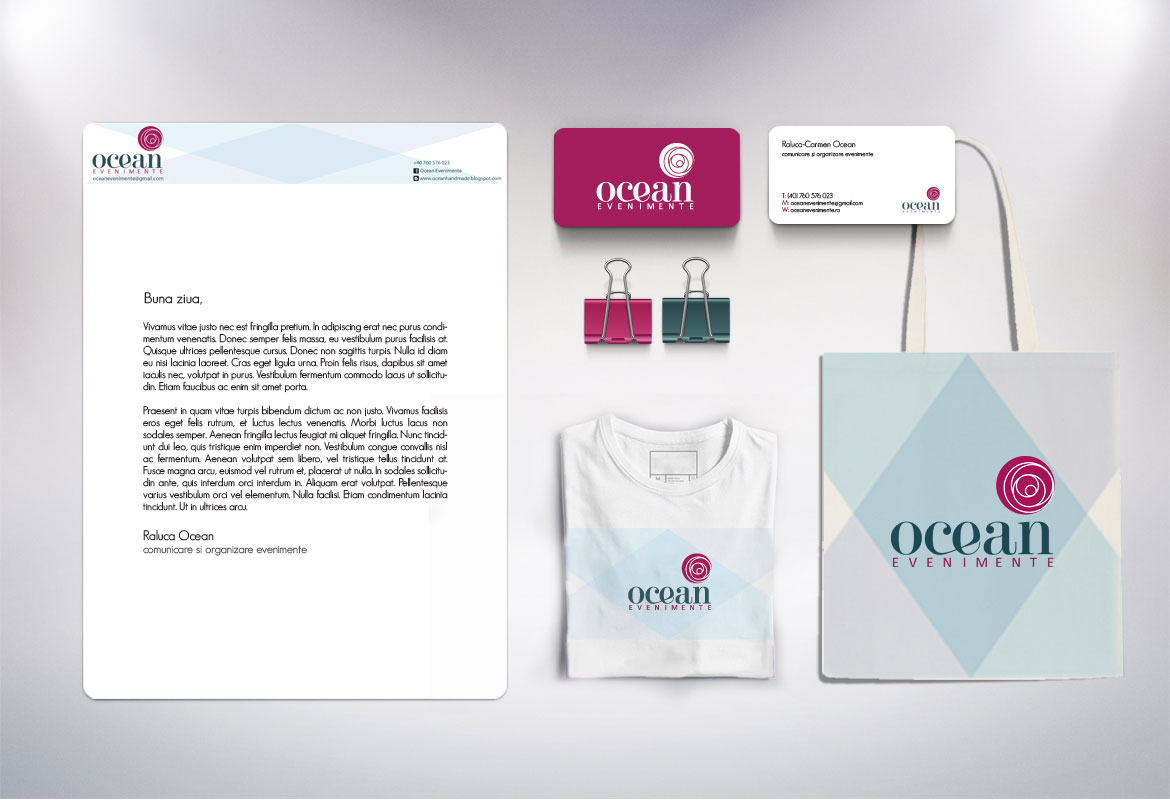 ocean
EVENIMENTE
oceanevenimente@gmail.com
+40 760 576 023
Ocean Evenimente
www.oceanhandmade.blogspot.com
Buna ziua,
Vivamus vitae justo nec est fringilla pretium. In adipiscing erat nec purus condi-
mentum venenatis. Donec semper felis massa, eu vestibulum purus facilisis at.
Quisque ultrices pellentesque cursus. Donec non sagittis turpis. Nulla id diam
eu nisi lacinia laoreet. Cras eget ligula urna. Proin felis risus, dapibus sit amet
iaculis nec, volutpat in purus. Vestibulum fermentum commodo lacus ut sollicitu-
din. Etiam faucibus ac enim sit amet porta.
Praesent in quam vitae turpis bibendum dictum ac non justo. Vivamus facilisis
eros eget felis rutrum, et luctus lectus venenatis. Morbi luctus lacus non
sodales semper. Aenean fringilla lectus feugiat mi aliquet fringilla. Nunc tincid-
unt dui leo, quis tristique enim imperdiet non. Vestibulum congue convallis nisl
ac fermentum. Aenean volutpat sem libero, vel tristique tellus tincidunt at.
Fusce magna arcu, euismod vel rutrum et, placerat ut nulla. In sodales sollicitu-
din ante, quis interdum orci interdum in. Aliquam erat volutpat. Pellentesque
varius vestibulum orci vel elementum. Nulla facilisi. Etiam condimentum lacinia
tincidunt. Ut in ultrices arcu.
Raluca Ocean
comunicare si organizare evenimente
ocean
EVENIMENTE
Raluca-Carmen Ocean
comunicare și organizare evenimente
T: (40) 760 576 023
M: oceanevenimente@gmail.com
W: oceanevenimente.ro
ocean
EVENIMENTE
M
ocean
EVENIMENTE
ocean
EVENIMENTE